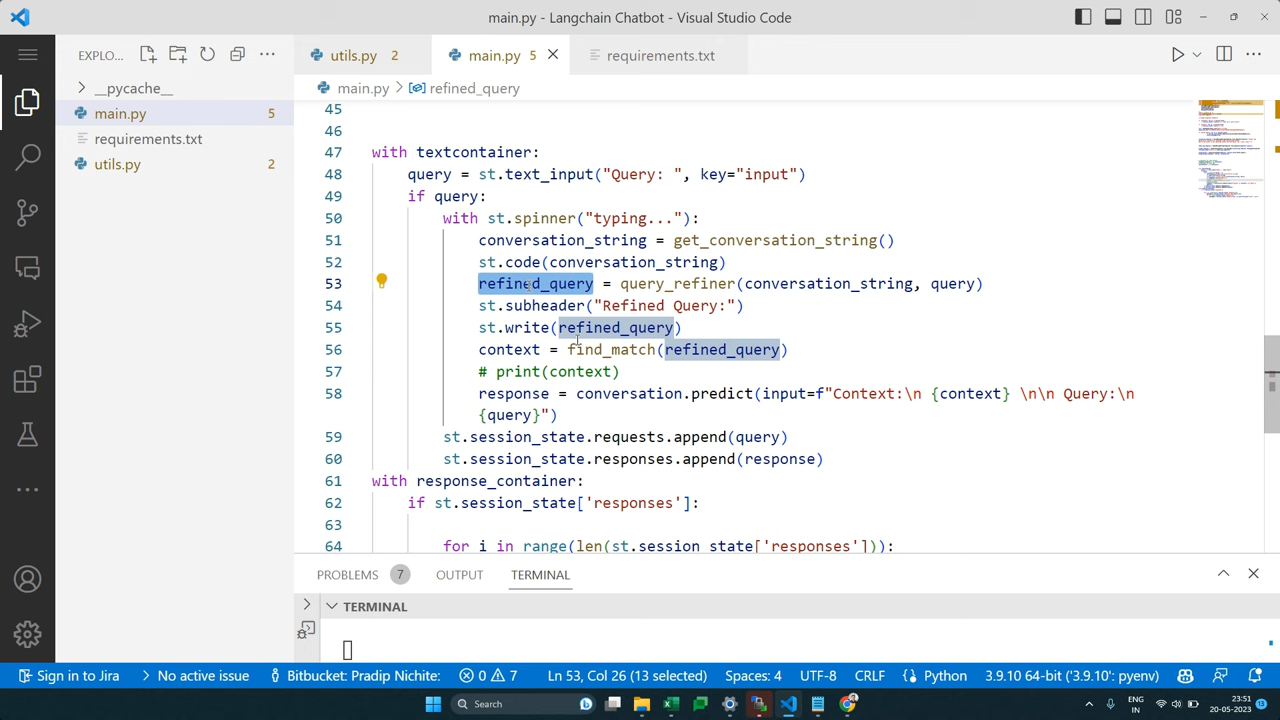 main.py - Langchain Chatbot - Visual Studio Code
EXPLO... ...
utils.py 2 main.py 5 requirements.txt
__pycache__
main.py 5
requirements.txt
utils.py 2
main.py > refined_query
45
46
with textcontainer:
48 query = st.text_input("Query: ", key="input")
49 if query:
50 with st.spinner("typing..."):
51 conversation_string = get_conversation_string()
52 st.code(conversation_string)
53 refined_query = query_refiner(conversation_string, query)
54 st.subheader("Refined Query:")
55 st.write(refined_query)
56 context = find_match(refined_query)
57 # print(context)
58 response = conversation.predict(input=f"Context:\n {context} \n\n Query:\n
{query}")
59 st.session_state.requests.append(query)
60 st.session_state.responses.append(response)
61 with response_container:
62 if st.session_state['responses']:
63
64 for i in range(len(st.session_state['responses'])):
PROBLEMS 7 OUTPUT TERMINAL
TERMINAL
Sign in to Jira No active issue Bitbucket: Pradip Nichite: 0 7 Ln 53, Col 26 (13 selected) Spaces: 4 UTF-8 CRLF Python 3.9.10 64-bit ('3.9.10': pyenv)
Search
ENG
IN
23:51
20-05-2023